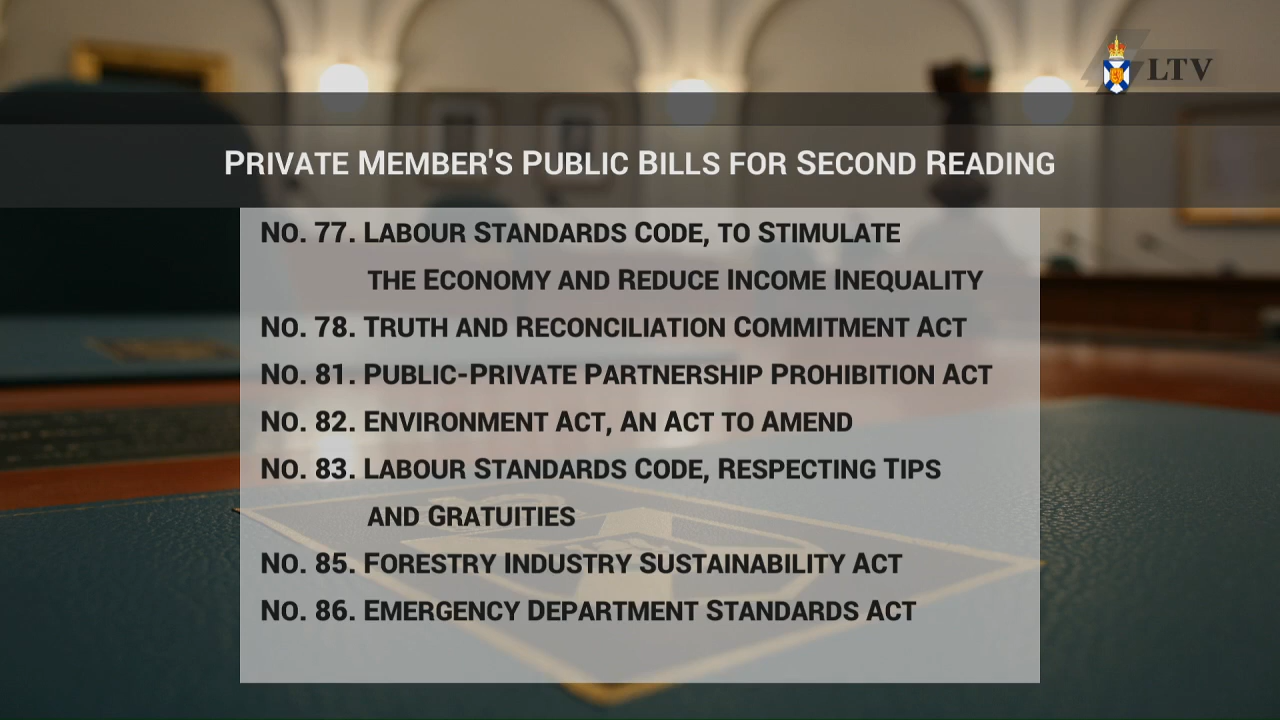 LTV
PRIVATE MEMBER'S PUBLIC BILLS FOR SECOND READING
NO. 77. LABOUR STANDARDS CODE, TO STIMULATE
THE ECONOMY AND REDUCE INCOME INEQUALITY
NO. 78. TRUTH AND RECONCILIATION COMMITMENT ACT
NO. 81. PUBLIC-PRIVATE PARTNERSHIP PROHIBITION ACT
NO. 82. ENVIRONMENT ACT, AN ACT TO AMEND
NO. 83. LABOUR STANDARDS CODE, RESPECTING TIPS
AND GRATUITIES
NO. 85. FORESTRY INDUSTRY SUSTAINABILITY ACT
NO. 86. EMERGENCY DEPARTMENT STANDARDS ACT